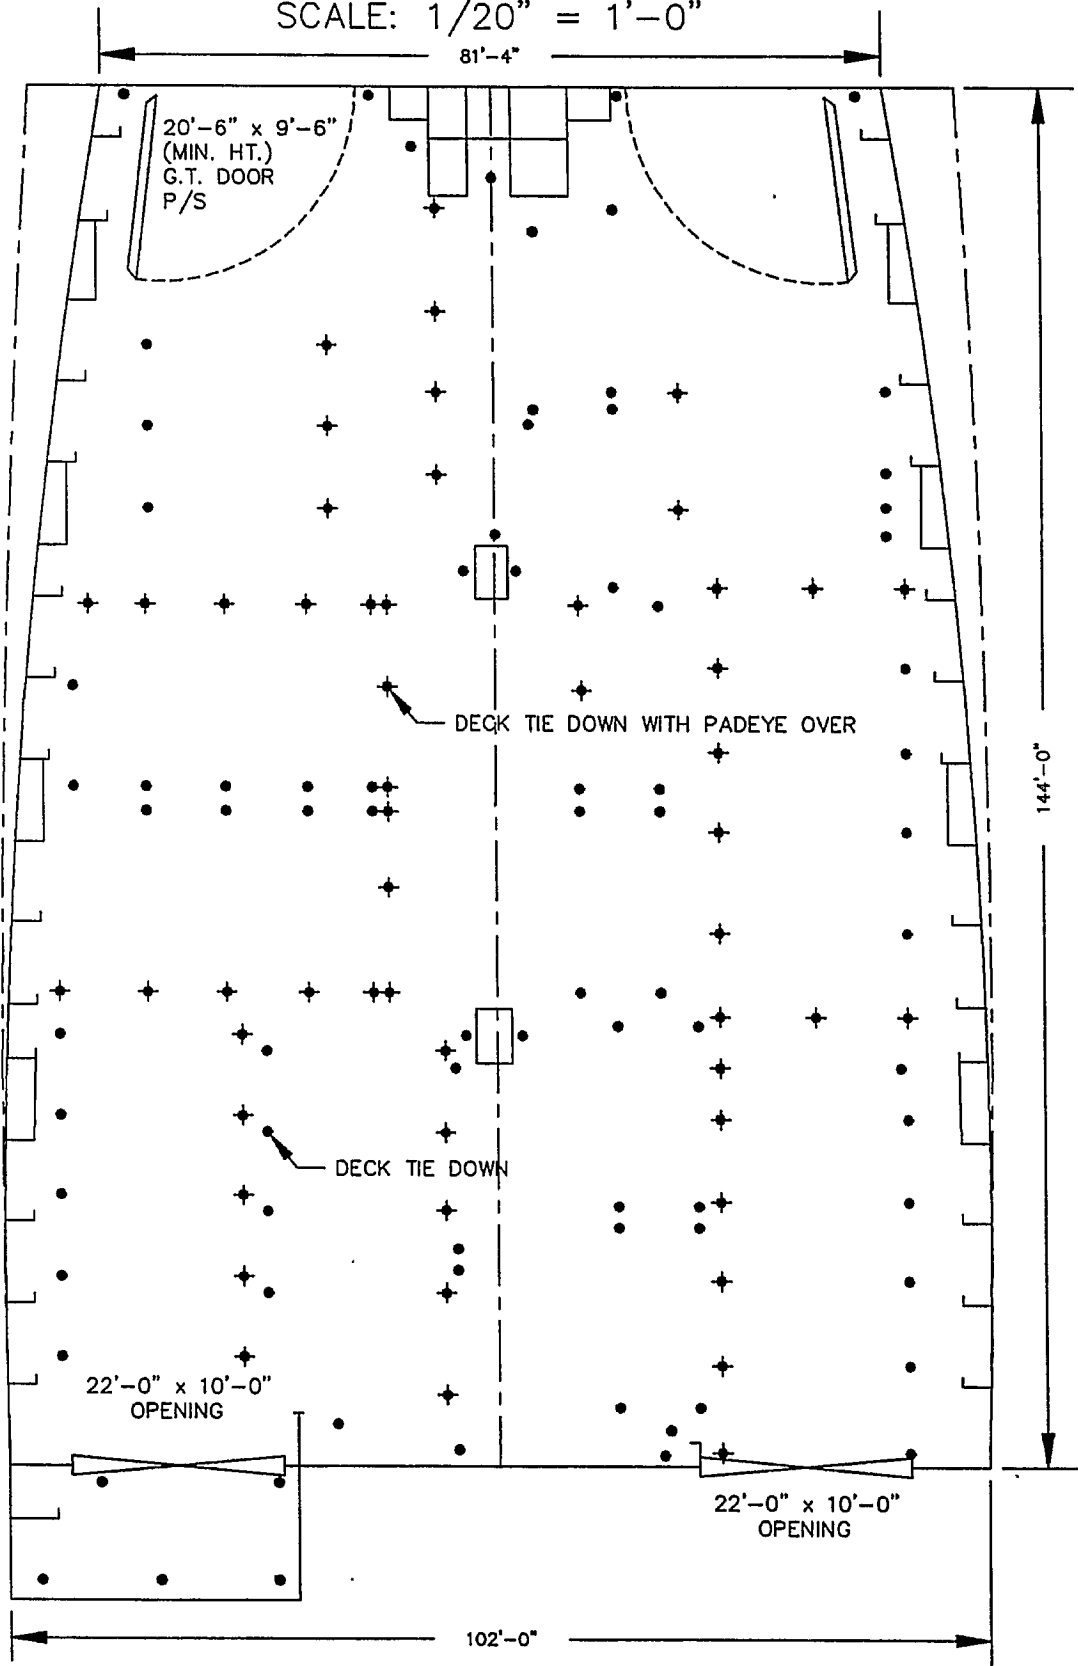 SCALE: 1/20" = 1'-0"
81'-4"
20'-6" x 9'-6"
(MIN. HT.)
G.T. DOOR
P/S
DECK TIE DOWN WITH PADEYE OVER
144'-0"
DECK TIE DOWN
22'-0" x 10'-0"
OPENING
22'-0" x 10'-0"
OPENING
102'-0"